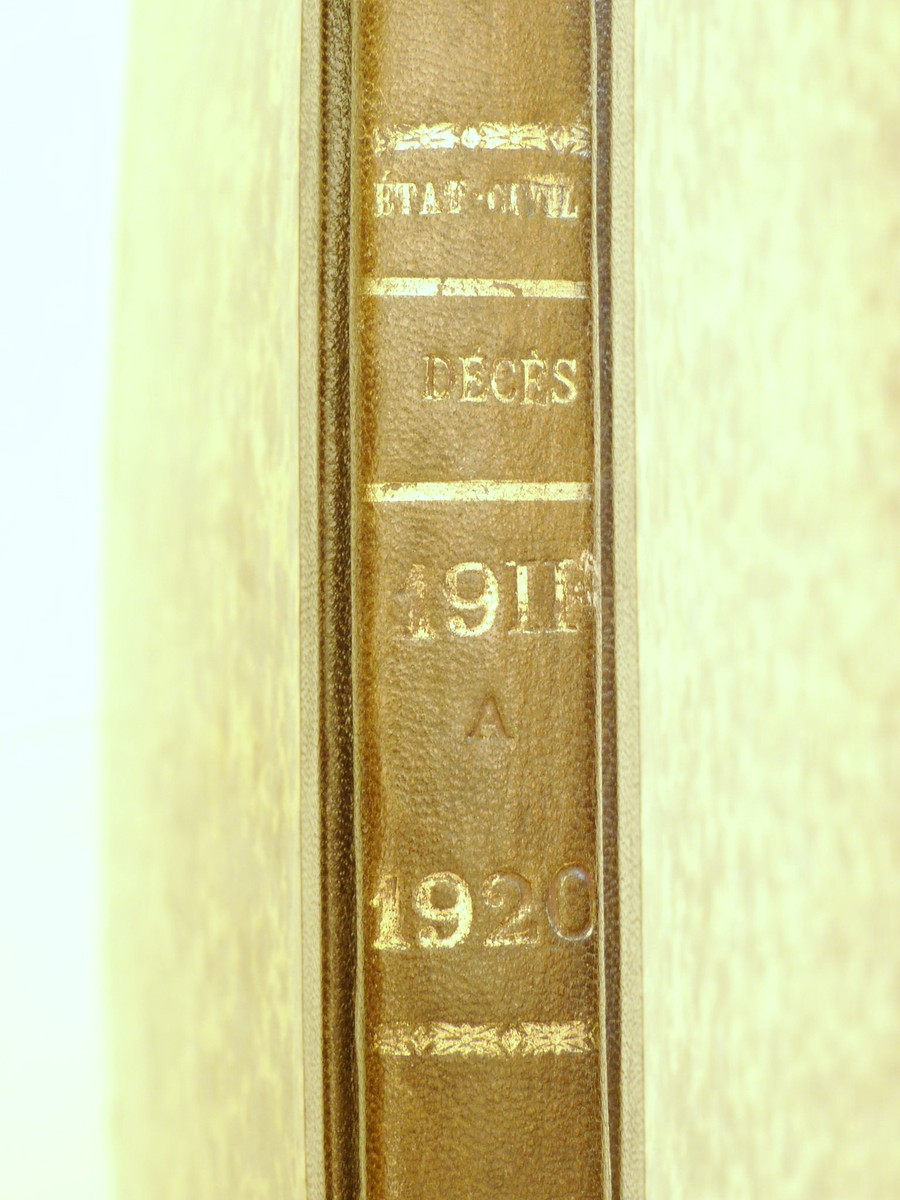 ÉTAT-CIVIL
DÉCÈS
1911
A
1920